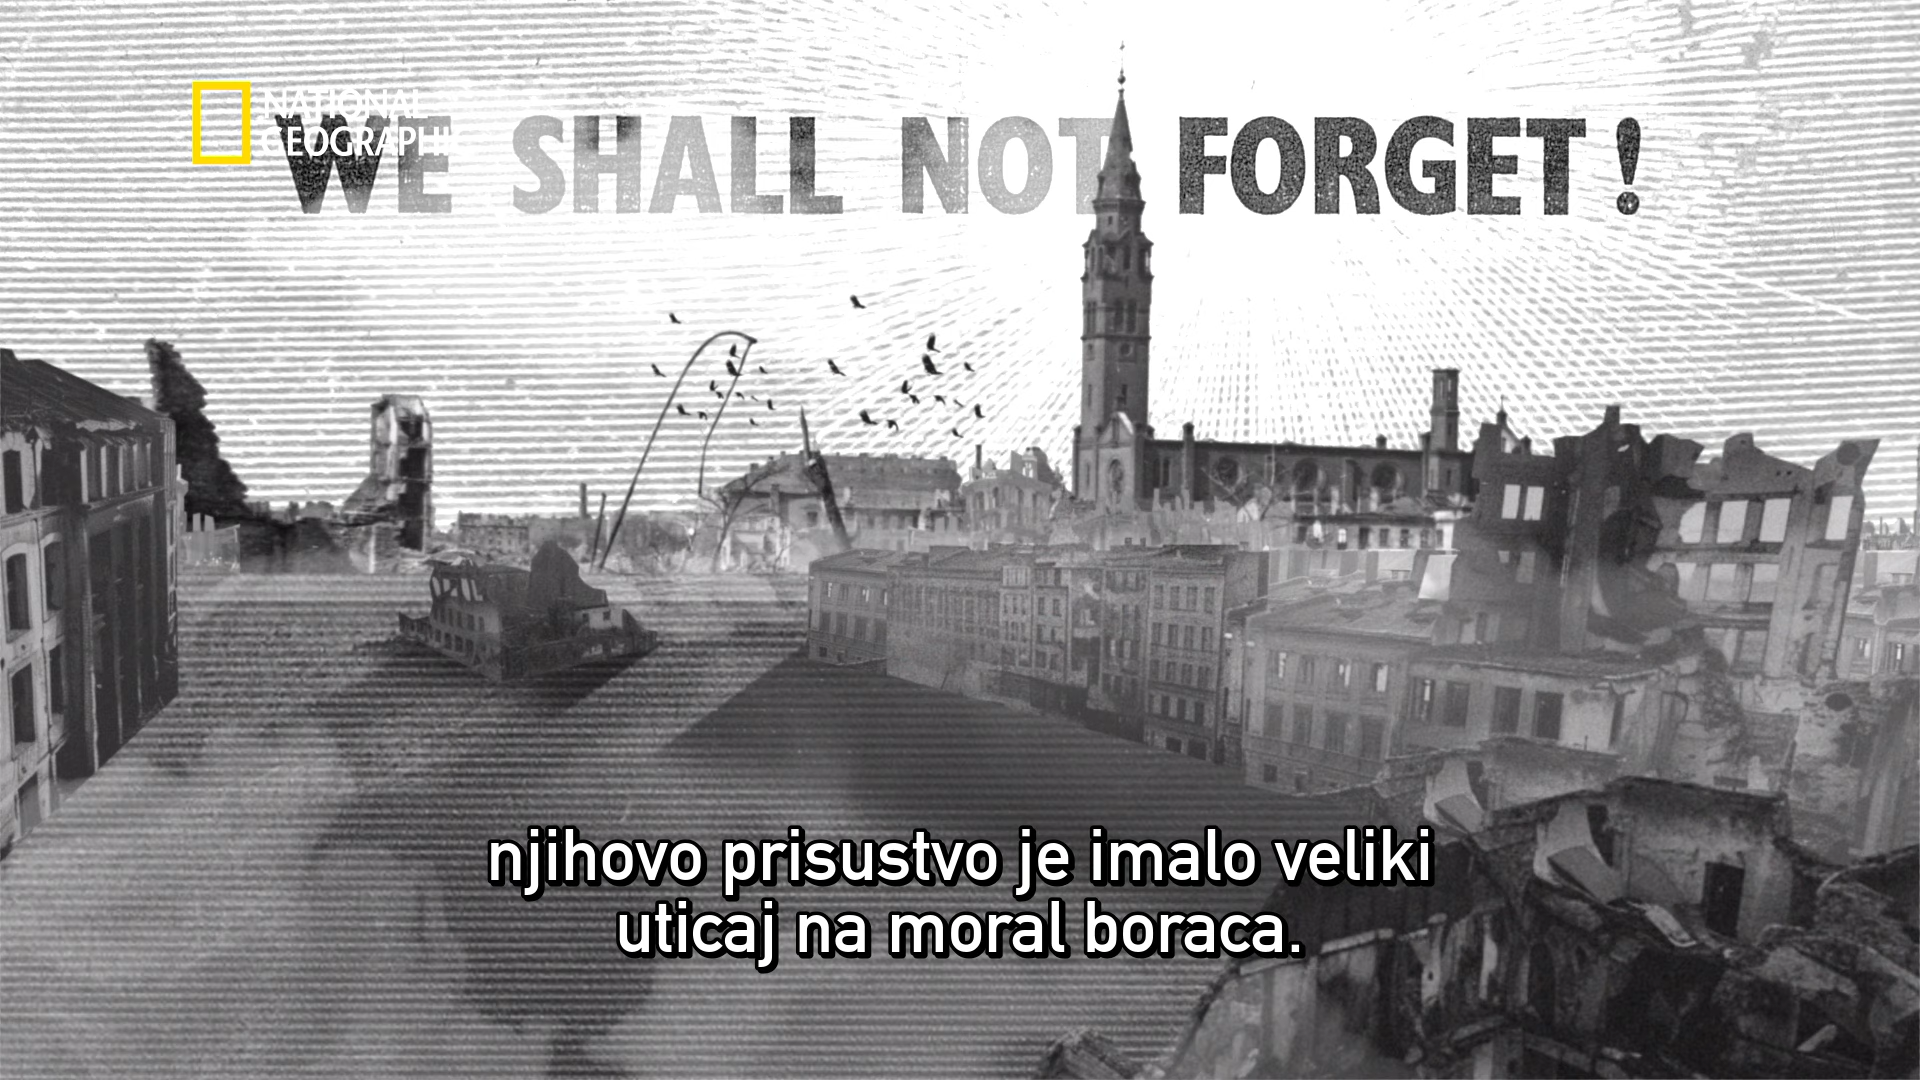 NATIONAL
GEOGRAPHIC
WE SHALL NOT FORGET!
njihovo prisustvo je imalo veliki
uticaj na moral boraca.